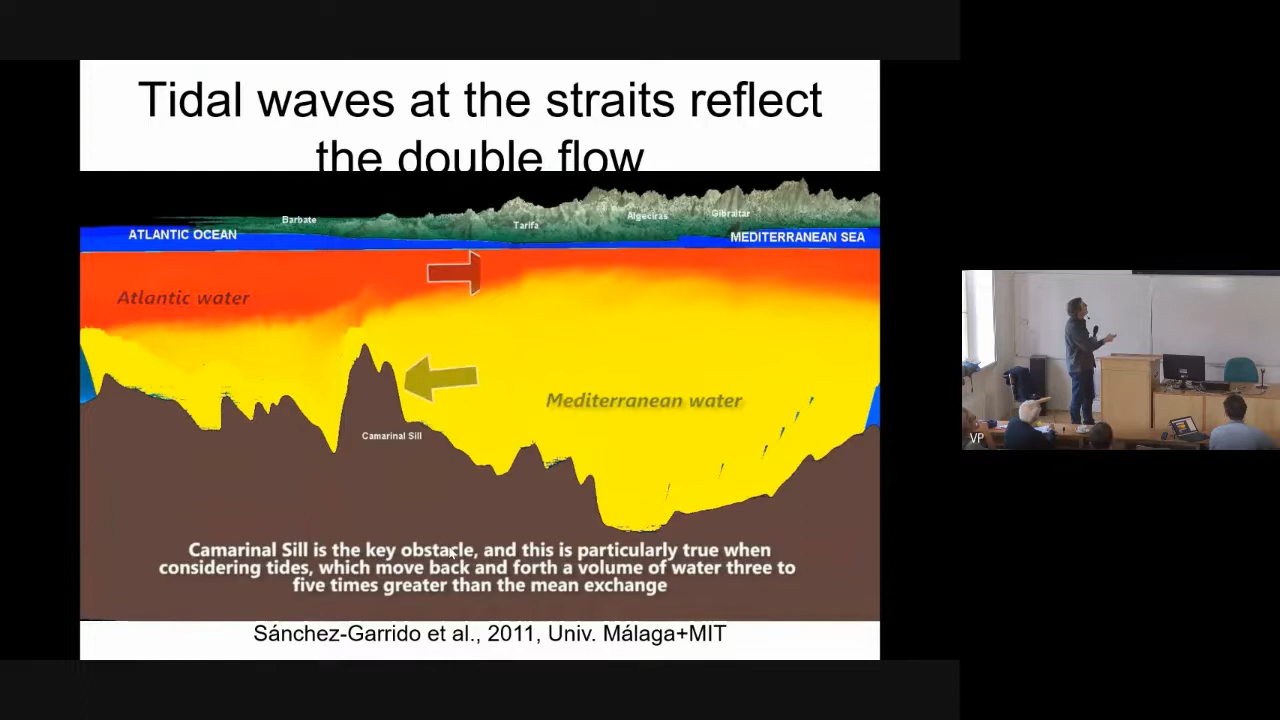 Tidal waves at the straits reflect
the double flow
Barbate
Tarifa
Algeciras
Gibraltar
ATLANTIC OCEAN
MEDITERRANEAN SEA
Atlantic water
Mediterranean water
Camarinal Sill
Camarinal Sill is the key obstacle, and this is particularly true when
considering tides, which move back and forth a volume of water three to
five times greater than the mean exchange
Sánchez-Garrido et al., 2011, Univ. Málaga+MIT
VP